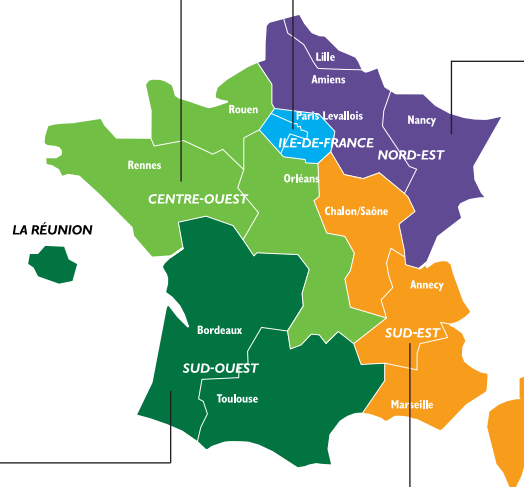 Lille
Amiens
Rouen
Paris Levallois
Nancy
ILE-DE-FRANCE
NORD-EST
Rennes
Orléans
CENTRE-OUEST
Chalon/Saône
LA RÉUNION
Annecy
Bordeaux
SUD-EST
SUD-OUEST
Toulouse
Marseille